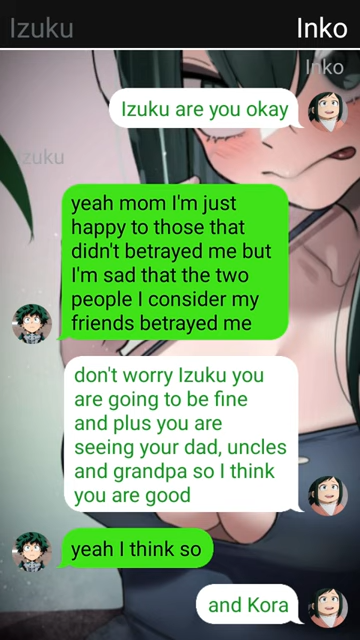 Izuku
Inko
Inko
Izuku are you okay
zuku
yeah mom I'm just
happy to those that
didn't betrayed me but
I'm sad that the two
people I consider my
friends betrayed me
don't worry Izuku you
are going to be fine
and plus you are
seeing your dad, uncles
and grandpa so I think
you are good
yeah I think so
and Kora